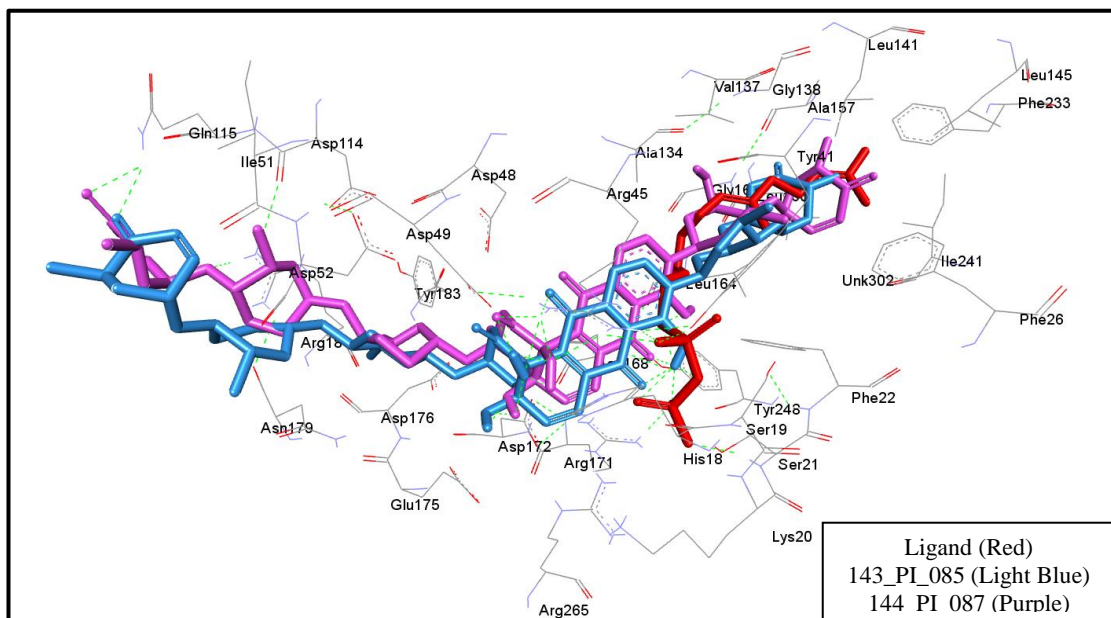 Leu141
Leu145
Val137
Gly138
Phe233
Ala157
Gln115
Asp114
Ala134
Tyr41
Ile51
Asp48
Arg45
Asp49
Ile241
Asp52
Tyr183
Leu164
Unk302
Arg18
Phe26
168
Asp176
Phe22
Tyr248
Asn179
Ser19
Asp172
Arg171
His18
Ser21
Glu175
Lys20
Arg265
Ligand (Red)
143_PI_085 (Light Blue)
144_PI_087 (Purple)